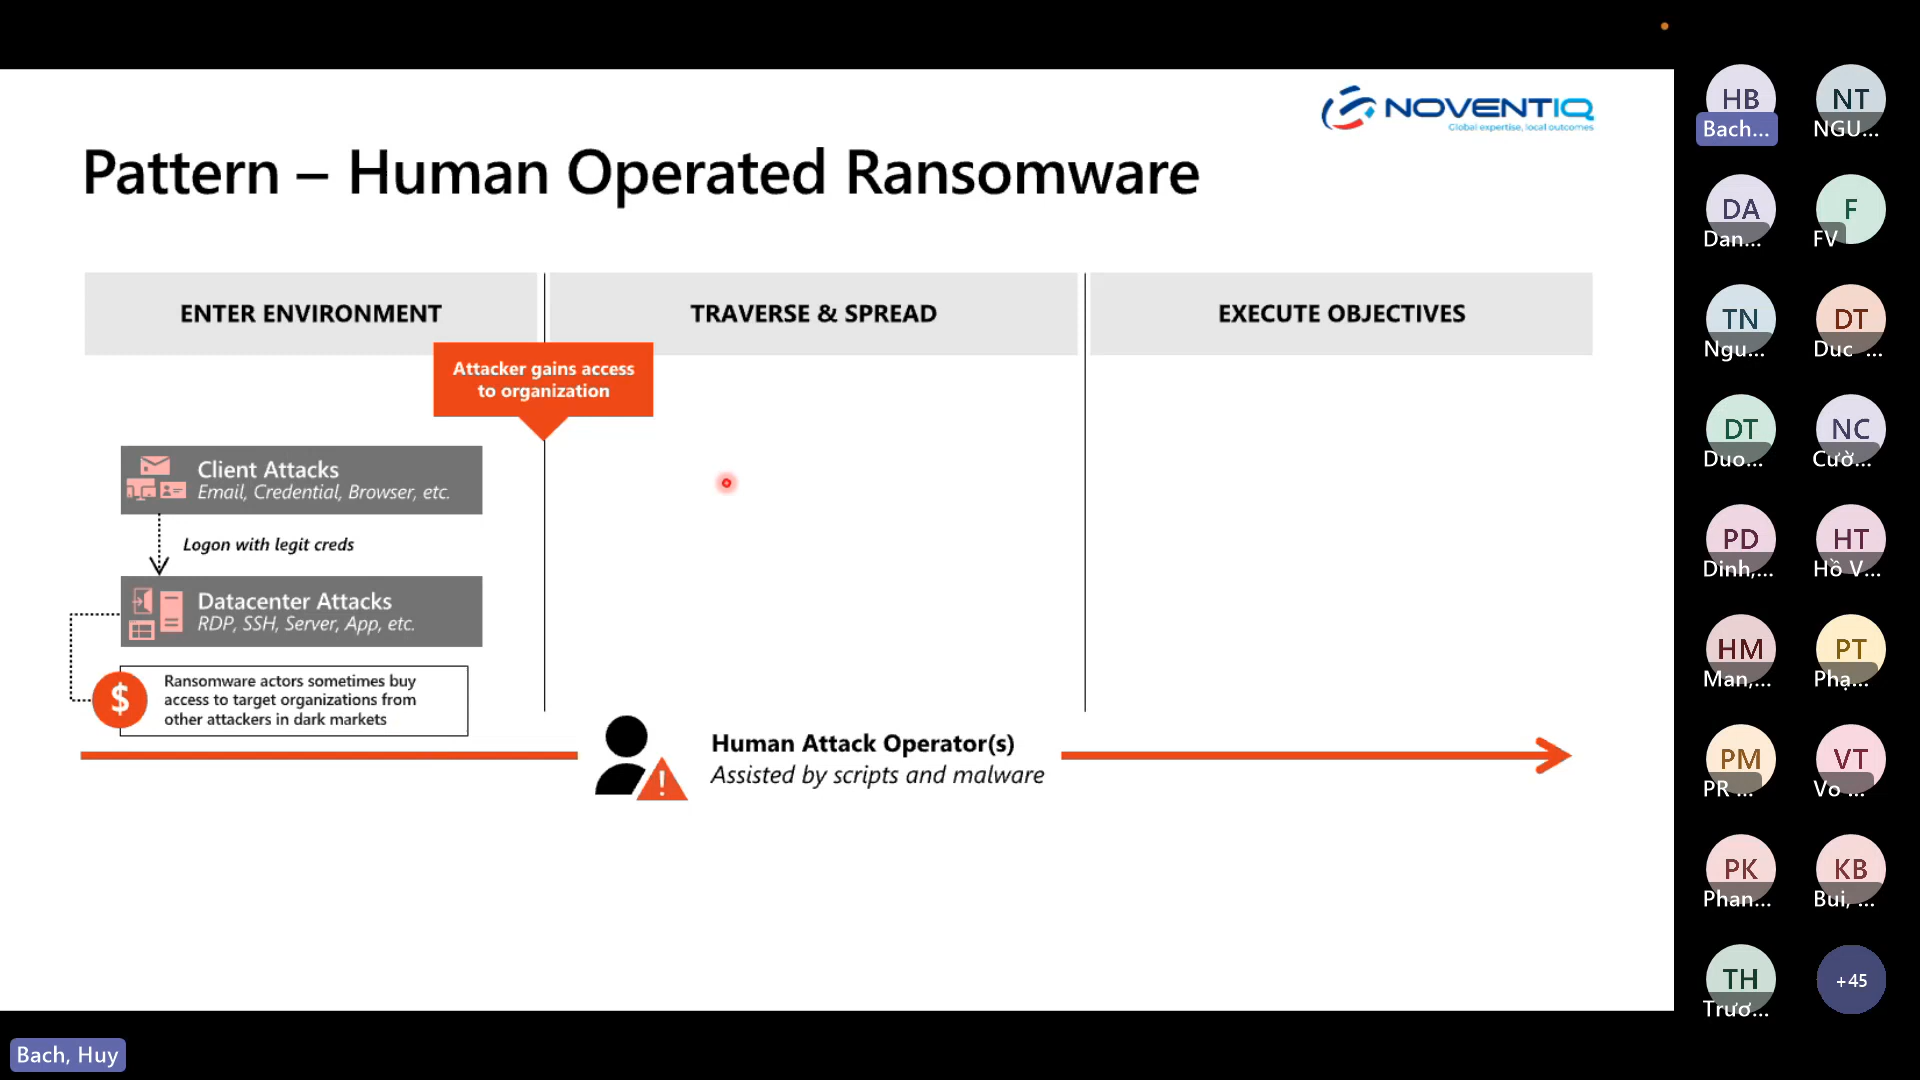 NOVENTIQ
Global expertise, local outcomes
Pattern – Human Operated Ransomware
ENTER ENVIRONMENT
TRAVERSE & SPREAD
EXECUTE OBJECTIVES
Attacker gains access
to organization
Client Attacks
Email, Credential, Browser, etc.
Logon with legit creds
Datacenter Attacks
RDP, SSH, Server, App, etc.
$
Ransomware actors sometimes buy
access to target organizations from
other attackers in dark markets
!
Human Attack Operator(s)
Assisted by scripts and malware
HB
Bach...
NT
NGU...
DA
Dan...
F
FV
TN
Ngu...
DT
Duc ...
DT
Duo...
NC
Cườ...
PD
Dinh,...
HT
Hồ V...
HM
Man,...
PT
Phạ...
PM
PR ...
VT
Vo ...
PK
Phan...
KB
Bui, ...
TH
Trươ...
+45
Bach, Huy